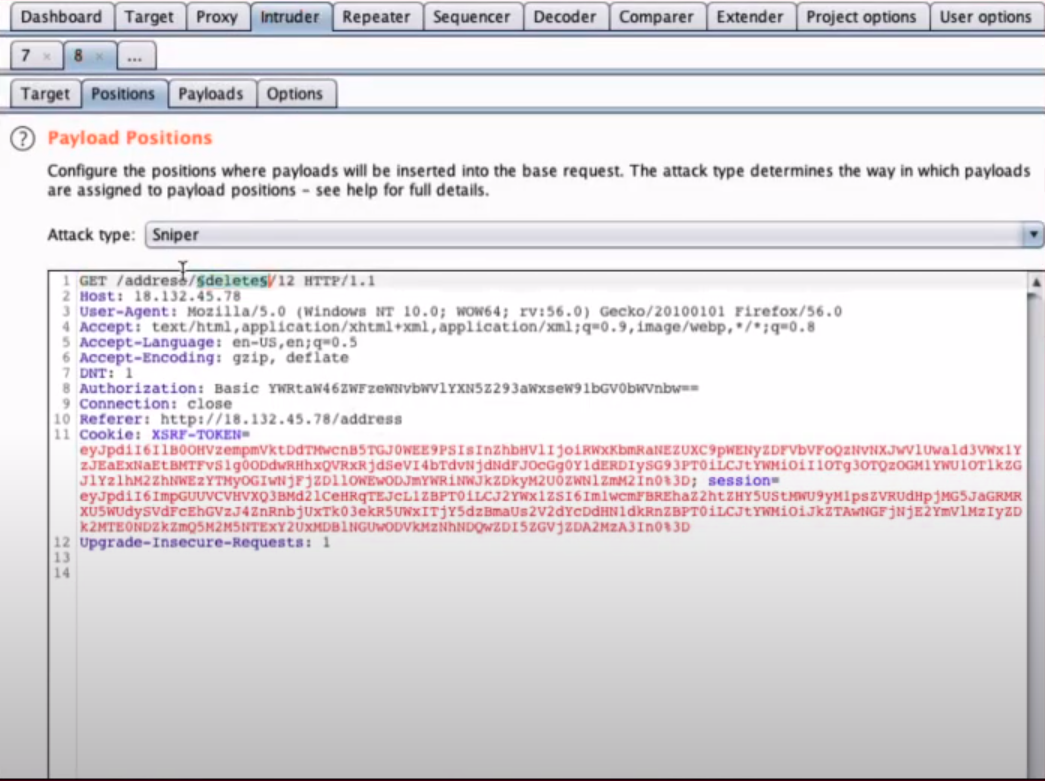 Dashboard Target Proxy Intruder Repeater Sequencer Decoder Comparer Extender Project options User options
7 × 8 × ...
Target Positions Payloads Options
? Payload Positions
Configure the positions where payloads will be inserted into the base request. The attack type determines the way in which payloads
are assigned to payload positions – see help for full details.
Attack type: Sniper
1 GET /address/§delete§/12 HTTP/1.1
2 Host: 18.132.45.78
3 User-Agent: Mozilla/5.0 (Windows NT 10.0; WOW64; rv:56.0) Gecko/20100101 Firefox/56.0
4 Accept: text/html,application/xhtml+xml,application/xml;q=0.9,image/webp,*/*;q=0.8
5 Accept-Language: en-US,en;q=0.5
6 Accept-Encoding: gzip, deflate
7 DNT: 1
8 Authorization: Basic
9 Connection: close
10 Referer: http://18.132.45.78/address
11 Cookie: XSRF-TOKEN=
session=
12 Upgrade-Insecure-Requests: 1
13
14